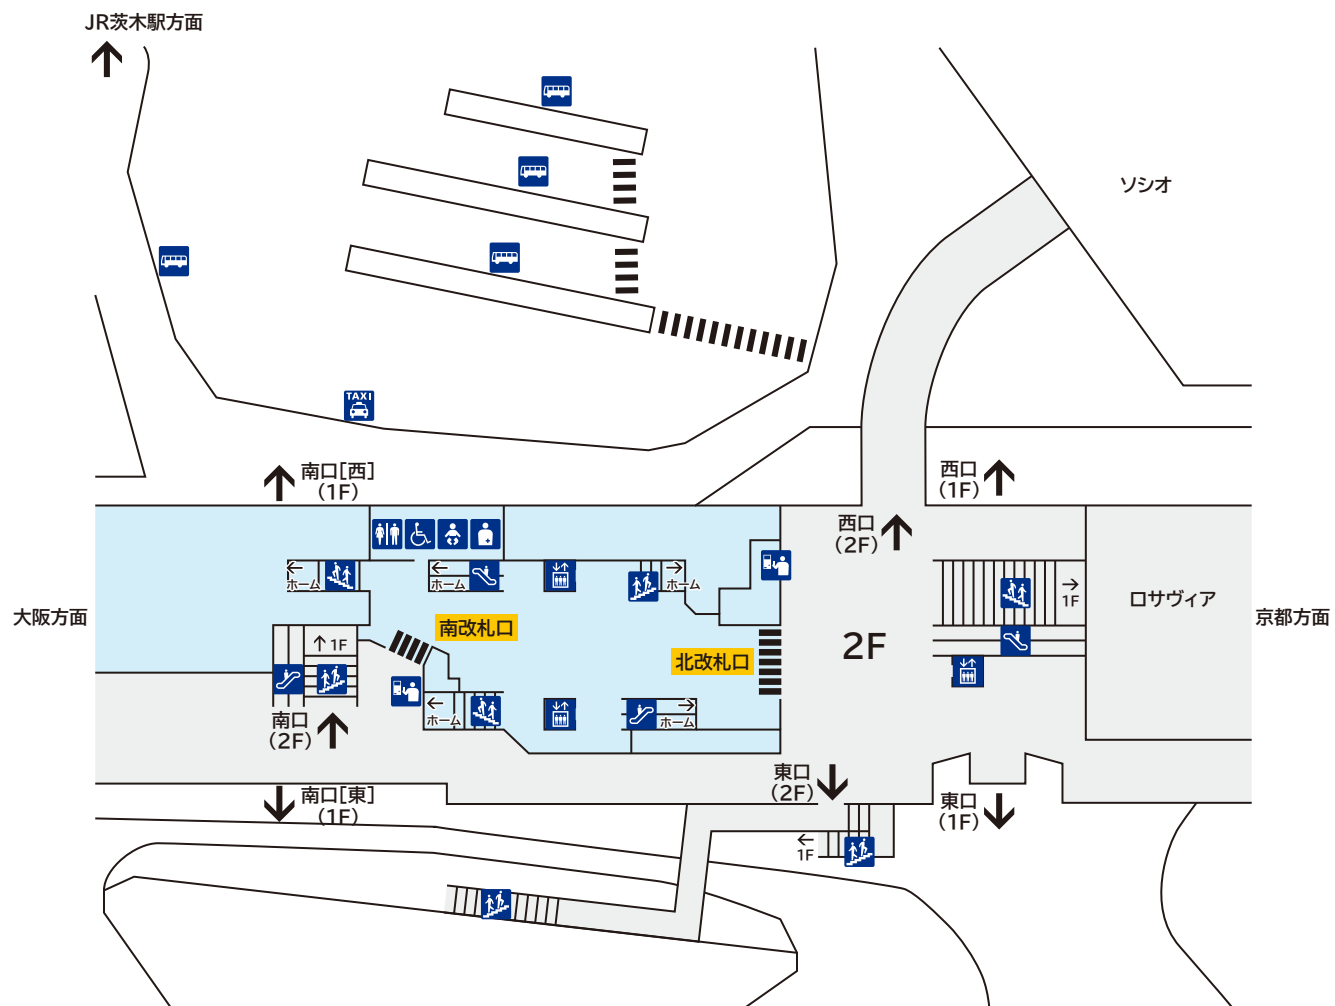 JR茨木駅方面
ソシオ
TAXI
南口[西]
(1F)
西口
(1F)
西口
(2F)
ホーム
ホーム
ホーム
1F
ロサヴィア
大阪方面
京都方面
南改札口
1F
2F
北改札口
南口
(2F)
ホーム
ホーム
東口
(2F)
南口[東]
(1F)
東口
(1F)
1F